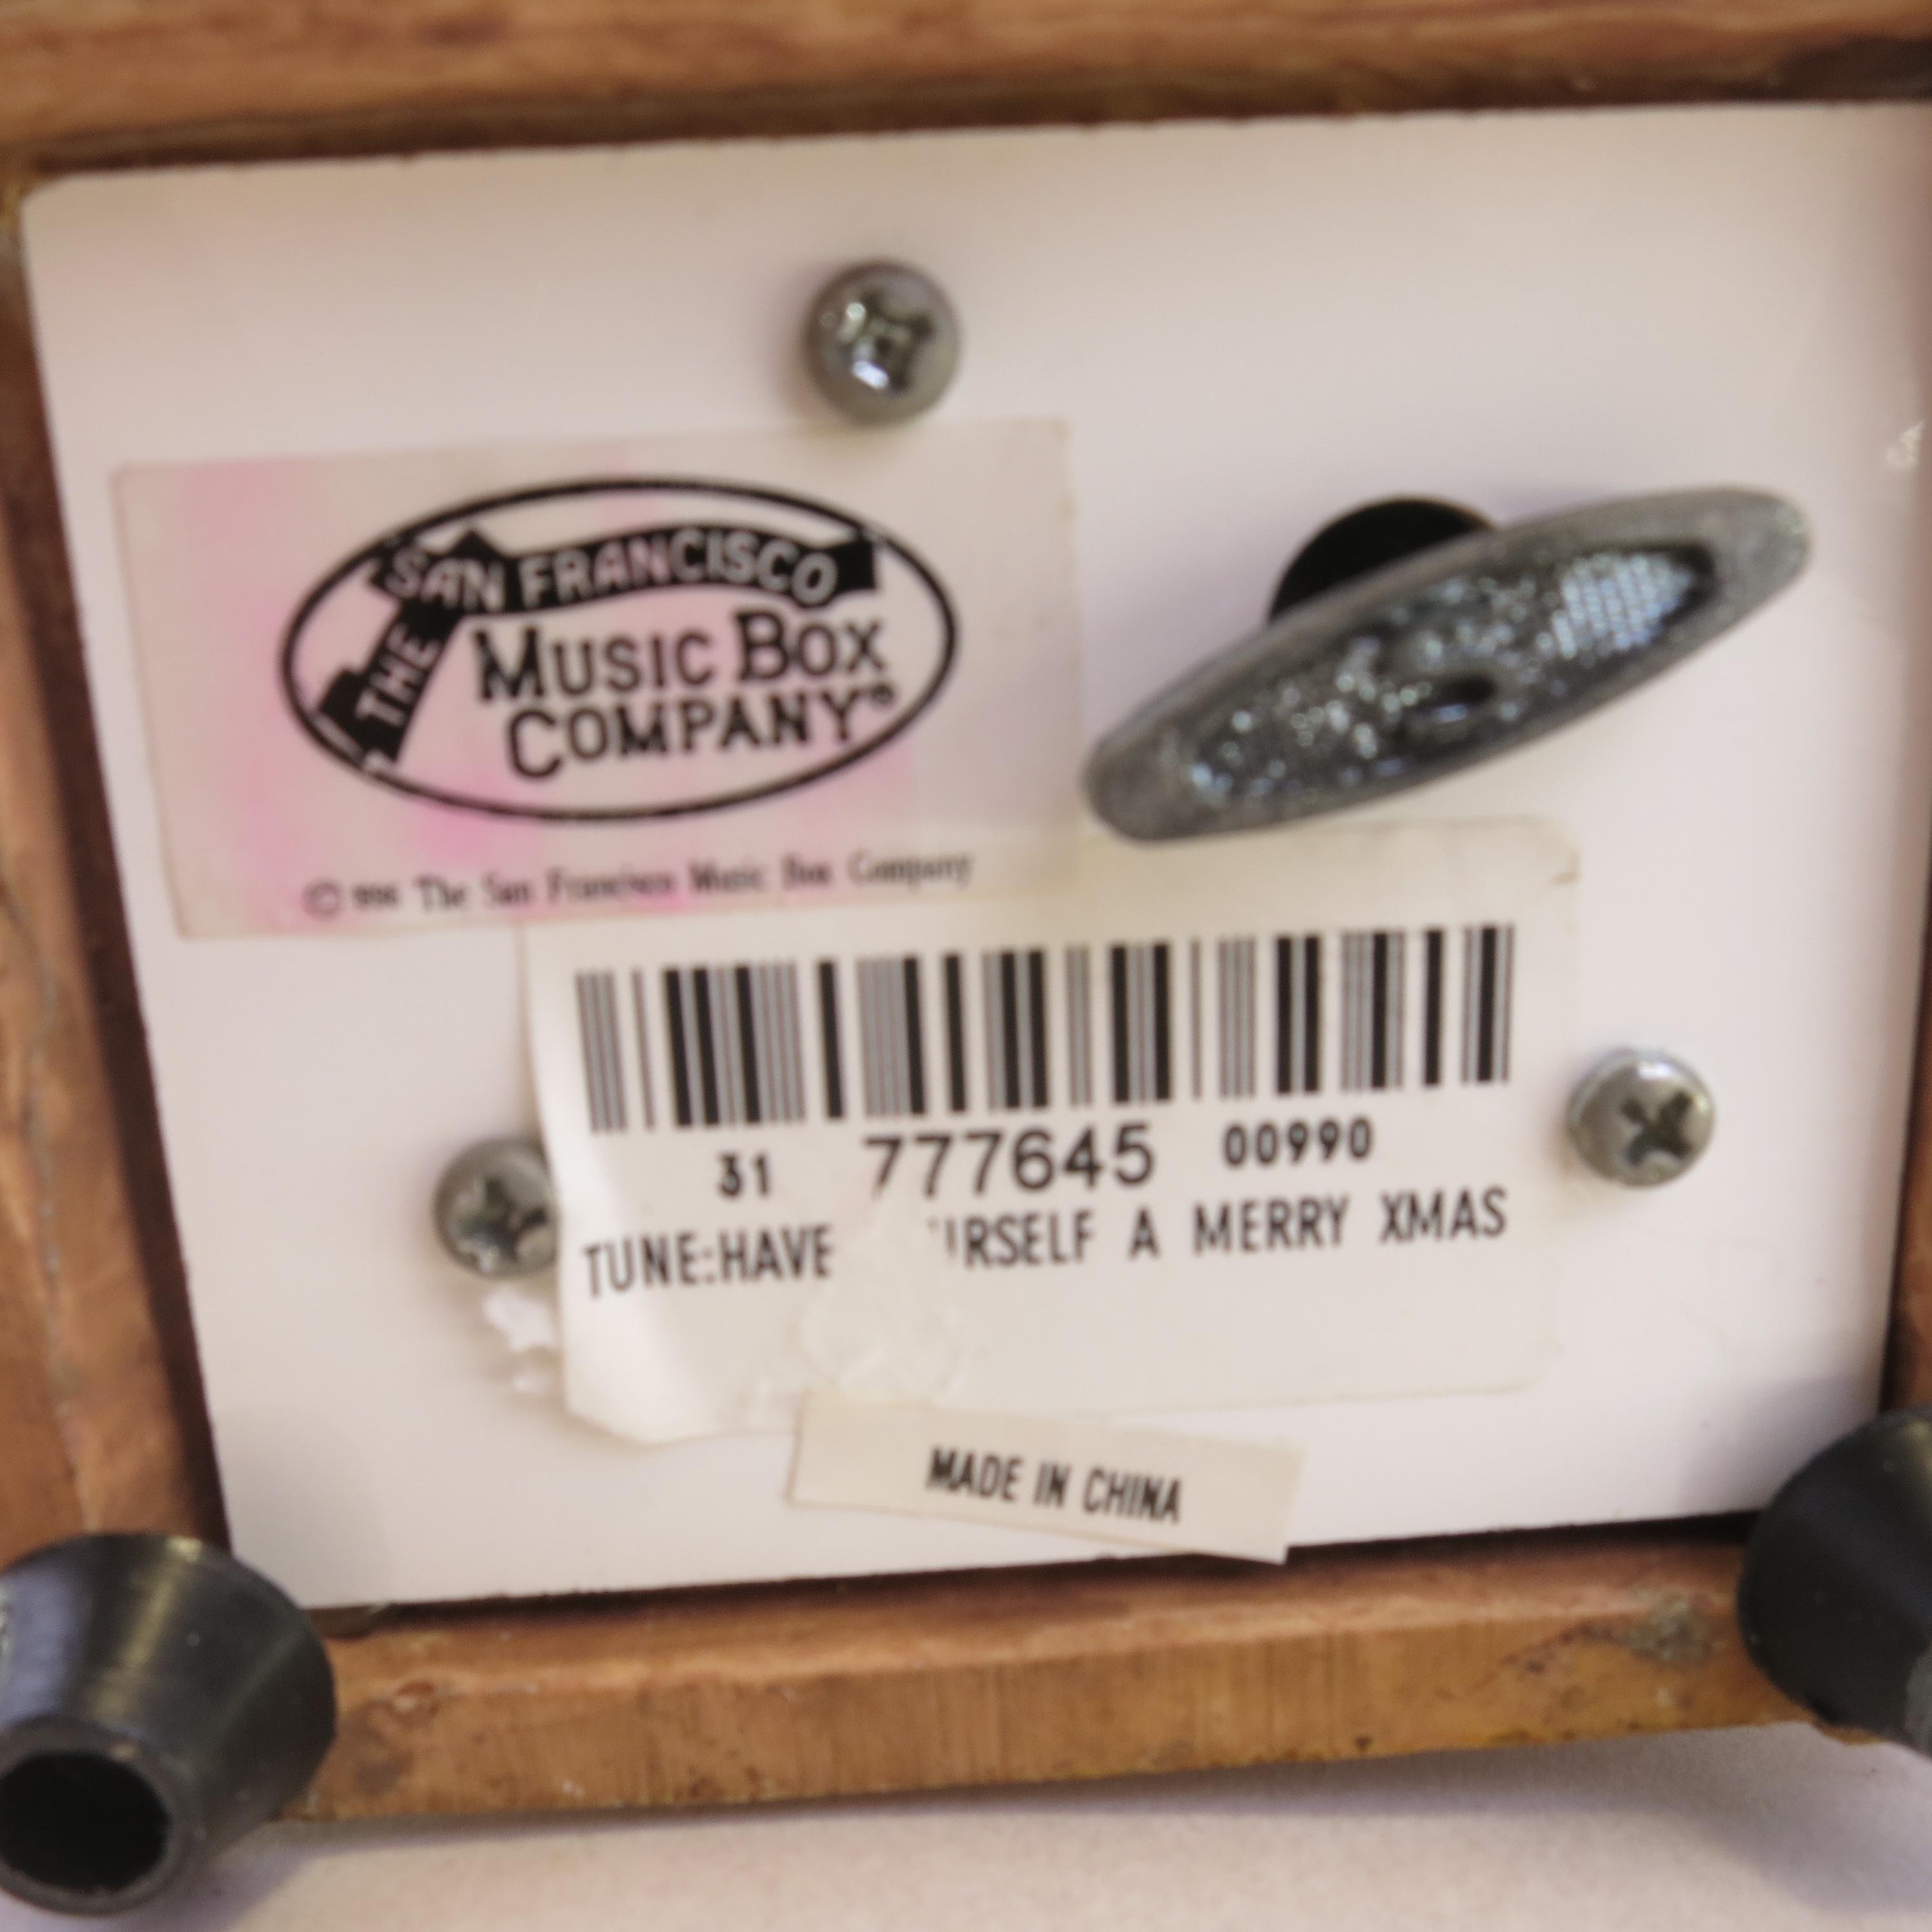 THE SAN FRANCISCO
MUSIC BOX
COMPANY®
© The San Francisco Music Box Company
31 777645 00990
TUNE:HAVE URSELF A MERRY XMAS
MADE IN CHINA